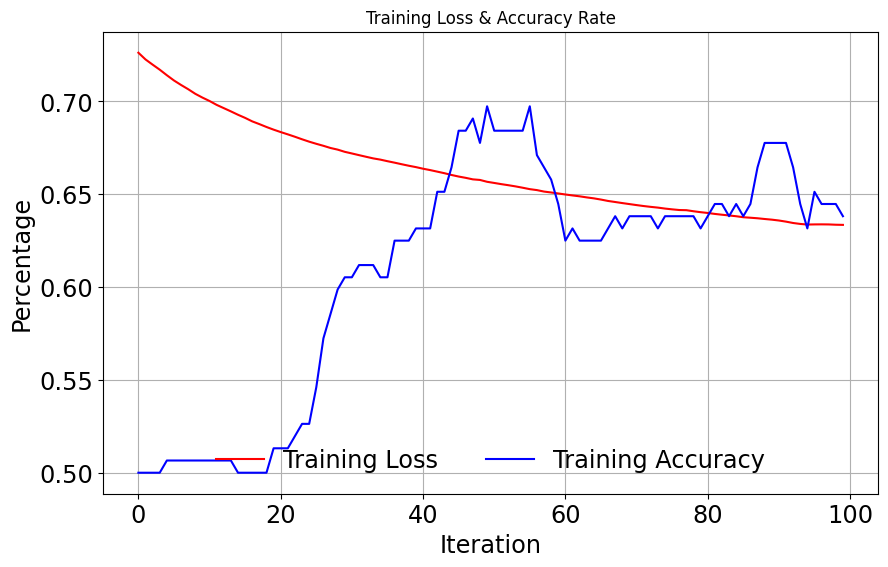 Training Loss & Accuracy Rate
Percentage
0.70
0.65
0.60
0.55
0.50
Training Loss Training Accuracy
0 20 40 60 80 100
Iteration